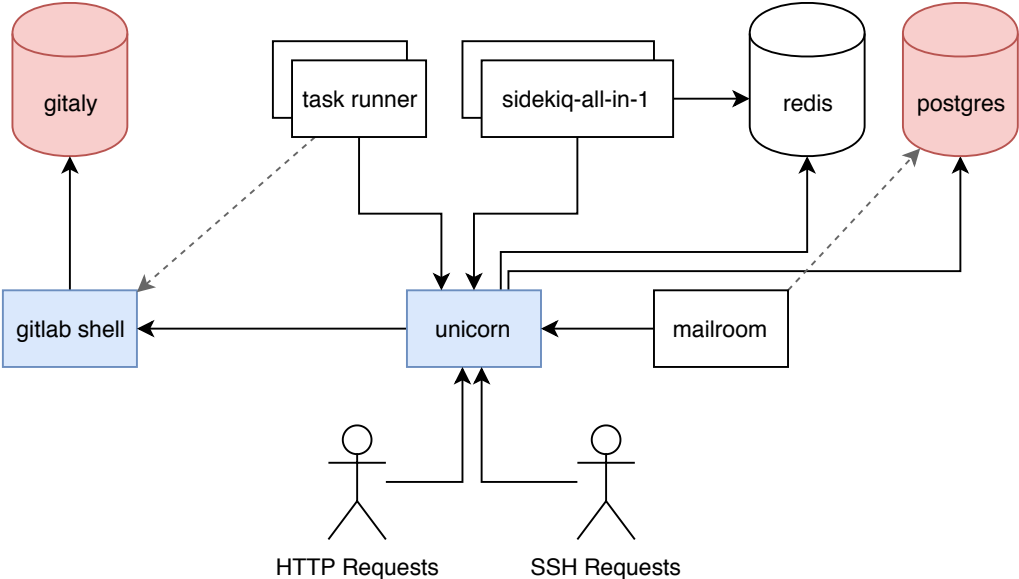 gitaly
task runner
sidekiq-all-in-1
redis
postgres
gitlab shell
unicorn
mailroom
HTTP Requests
SSH Requests